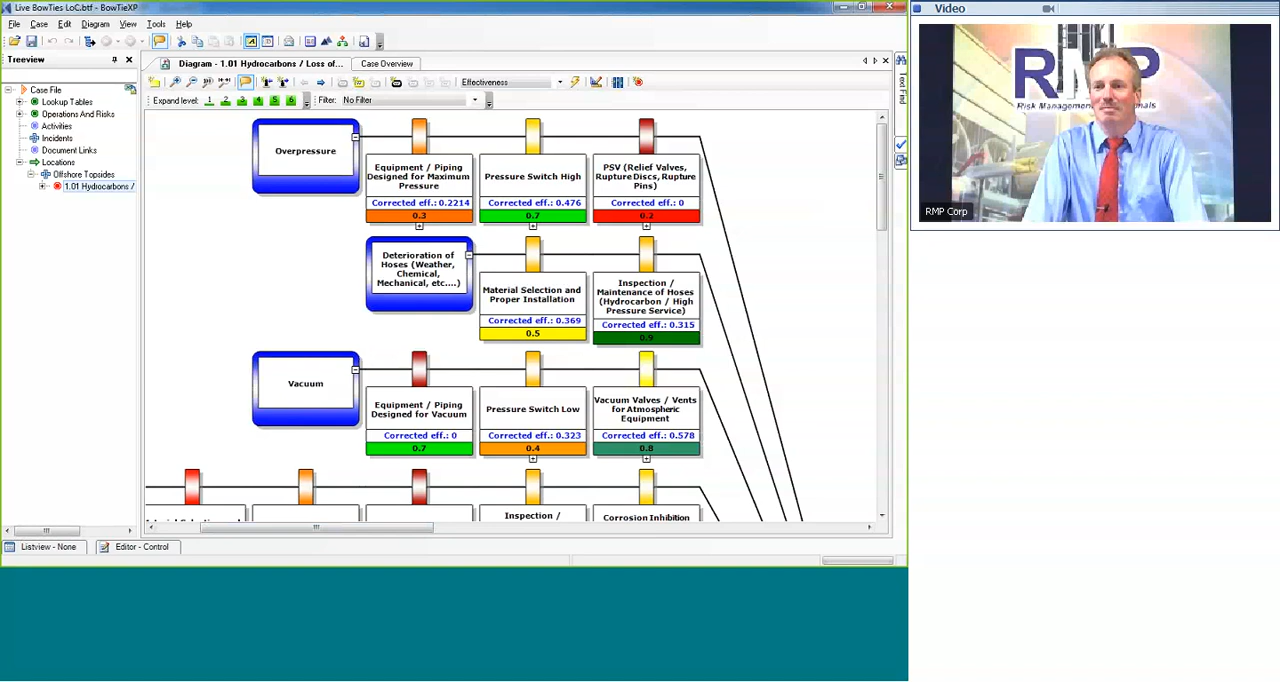 Live BowTies LoC.btf - BowTieXP
File Case Edit Diagram View Tools Help
Treeview
Case File
Lookup Tables
Operations And Risks
Activities
Incidents
Document Links
Locations
Offshore Topsides
1.01 Hydrocarbons /
Diagram - 1.01 Hydrocarbons / Loss of...
Case Overview
Effectiveness
Expand level: 1 2 3 4 5 6 Filter: No Filter
Overpressure
Equipment / Piping
Designed for Maximum
Pressure
Corrected eff.: 0.2214
0.3
Pressure Switch High
Corrected eff.: 0.476
0.7
PSV (Relief Valves,
Rupture Discs, Rupture
Pins)
Corrected eff.: 0
0.2
Deterioration of
Hoses (Weather,
Chemical,
Mechanical, etc....)
Material Selection and
Proper Installation
Corrected eff.: 0.369
0.5
Inspection /
Maintenance of Hoses
(Hydrocarbon / High
Pressure Service)
Corrected eff.: 0.315
0.9
Vacuum
Equipment / Piping
Designed for Vacuum
Corrected eff.: 0
0.7
Pressure Switch Low
Corrected eff.: 0.323
0.4
Vacuum Valves / Vents
for Atmospheric
Equipment
Corrected eff.: 0.578
0.8
Inspection /
Corrosion Inhibition
Text Find
Listview - None
Editor - Control
Video
RMP
Risk Management
RMP Corp